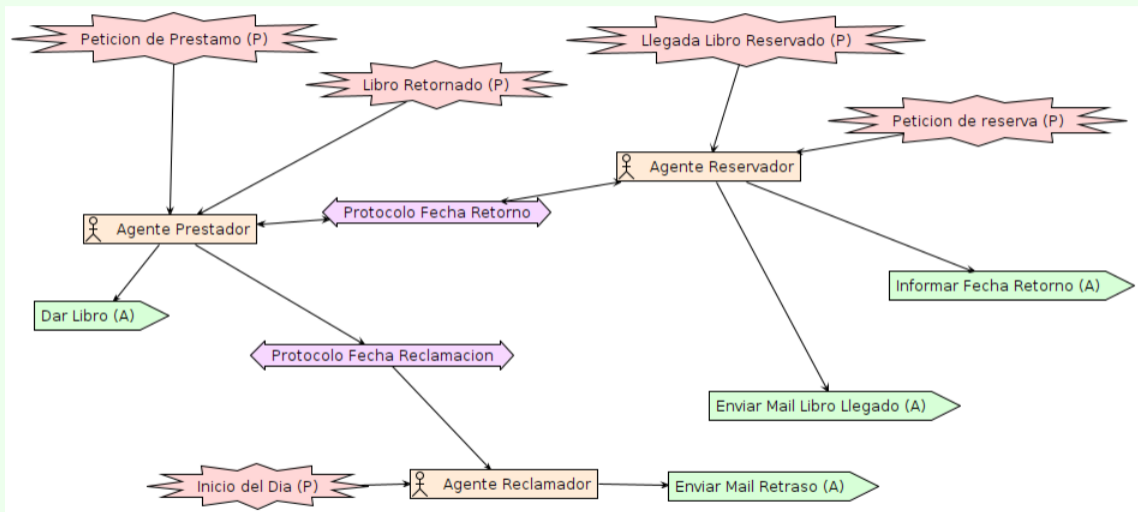 Peticion de Prestamo (P)
Llegada Libro Reservado (P)
Libro Retornado (P)
Peticion de reserva (P)
Agente Reservador
Protocolo Fecha Retorno
Agente Prestador
Informar Fecha Retorno (A)
Dar Libro (A)
Protocolo Fecha Reclamacion
Enviar Mail Libro Llegado (A)
Inicio del Dia (P)
Agente Reclamador
Enviar Mail Retraso (A)